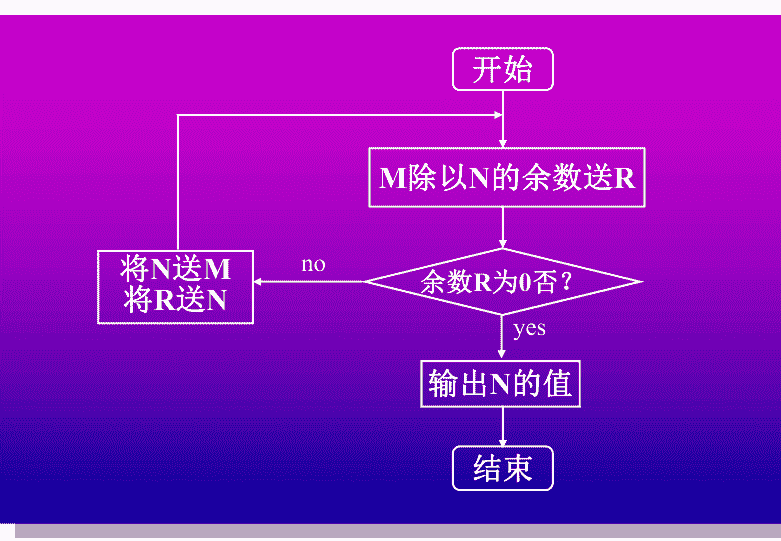 开始
M除以N的余数送R
余数R为0否？
no
将N送M
将R送N
yes
输出N的值
结束